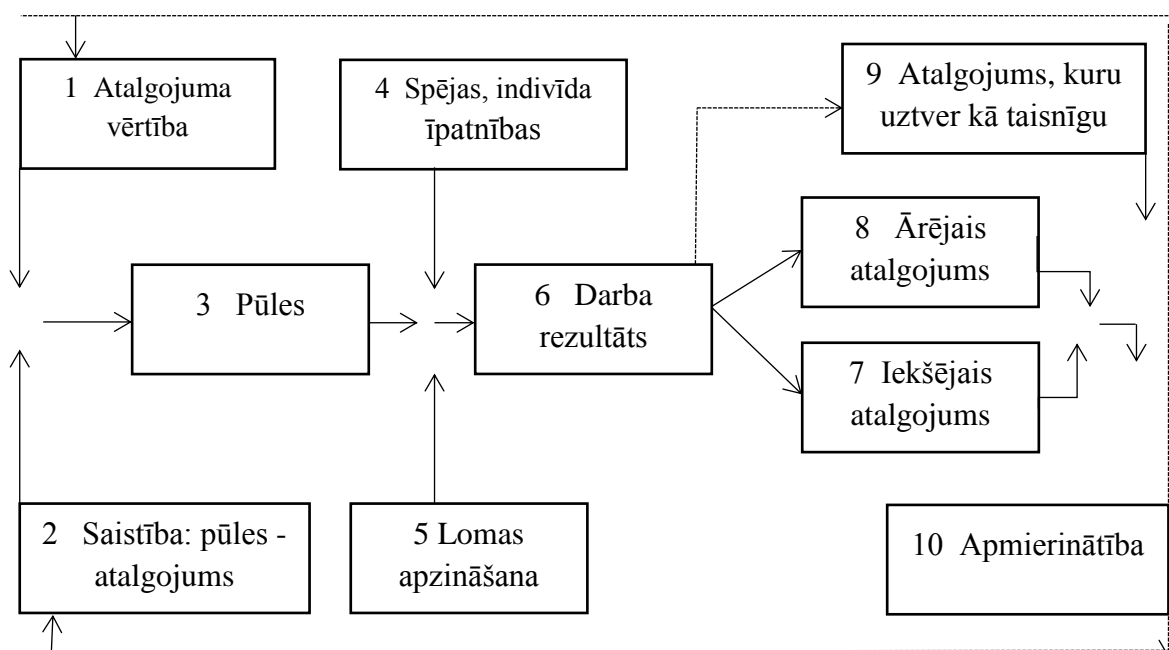 1 Atalgojuma
vērtība
4 Spējas, indivīda
īpatnības
9 Atalgojums, kuru
uztver kā taisnīgu
8 Ārējais
atalgojums
3 Pūles
6 Darba
rezultāts
7 Iekšējais
atalgojums
2 Saistība: pūles -
atalgojums
5 Lomas
apzināšana
10 Apmierinātība